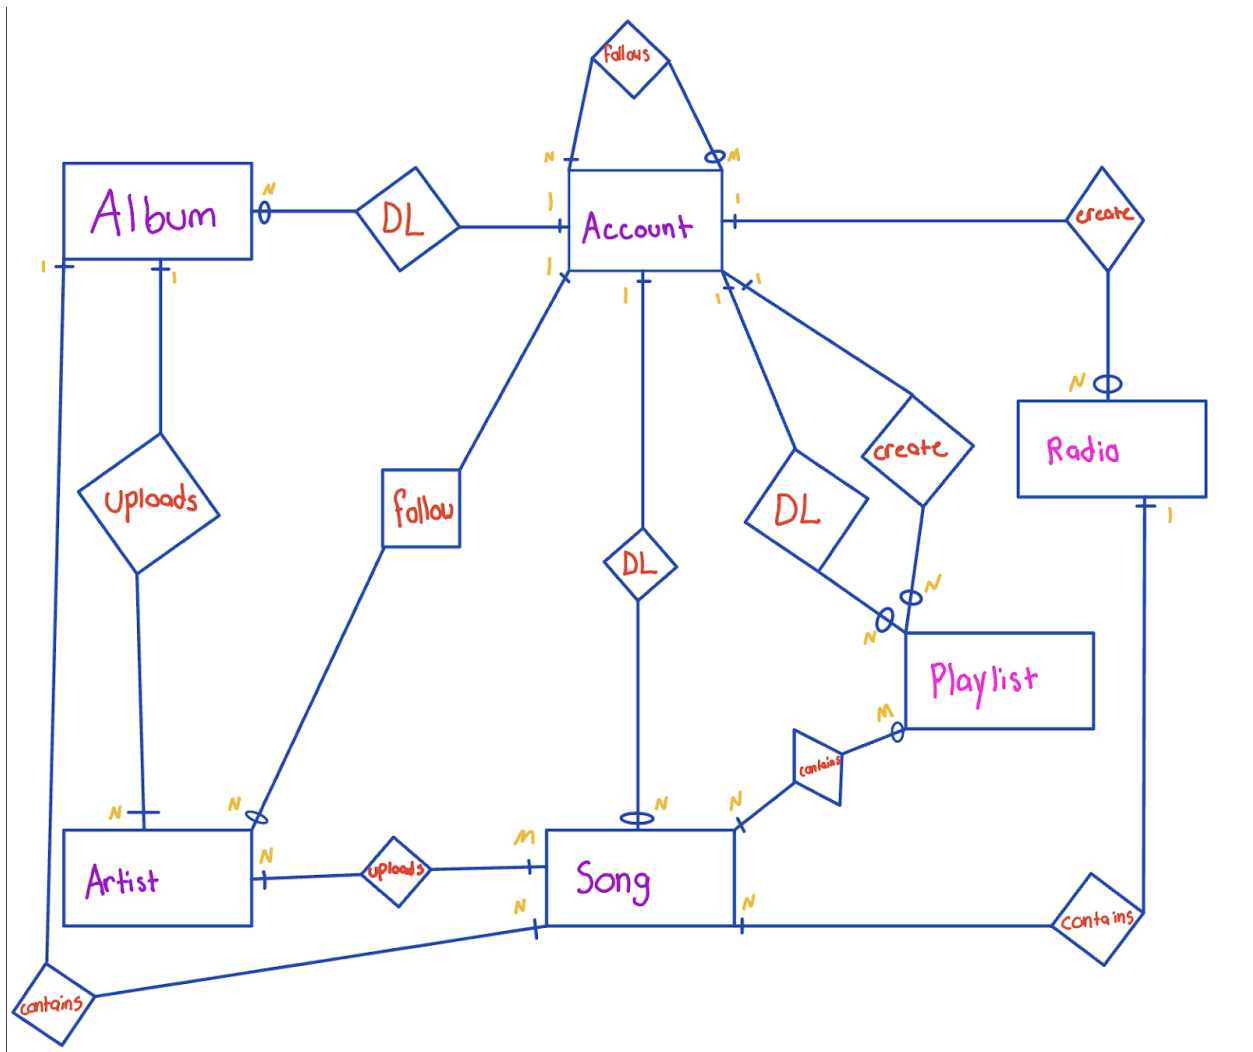 follows
N
M
Album
N
DL
1
Account
1
create
1
1
1
1
1
1
1
N
Radio
uploads
follow
create
DL
DL
1
N
N
Playlist
M
contains
N
N
N
N
M
Artist
N
uploads
Song
N
N
contains
contains